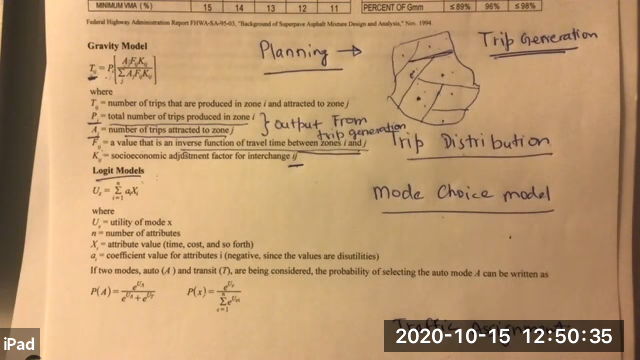 MINIMUM VMA (%) 15 14 13 12 11
PERCENT OF Gmm ≤ 89% 96% ≤ 98%
Federal Highway Administration Report FHWA-SA-95-03, "Background of Superpave Asphalt Mixture Design and Analysis," Nov. 1994.
Gravity Model
Planning → Trip Generation
where
Tij = number of trips that are produced in zone i and attracted to zone j
Pi = total number of trips produced in zone i
Aj = number of trips attracted to zone j
} output from
trip generation
Fij = a value that is an inverse function of travel time between zones i and j
Trip Distribution
Kij = socioeconomic adjustment factor for interchange ij
Logit Models
Mode Choice model
where
Ux = utility of mode x
n = number of attributes
Xi = attribute value (time, cost, and so forth)
ai = coefficient value for attributes i (negative, since the values are disutilities)
If two modes, auto (A) and transit (T), are being considered, the probability of selecting the auto mode A can be written as
iPad
2020-10-15 12:50:35